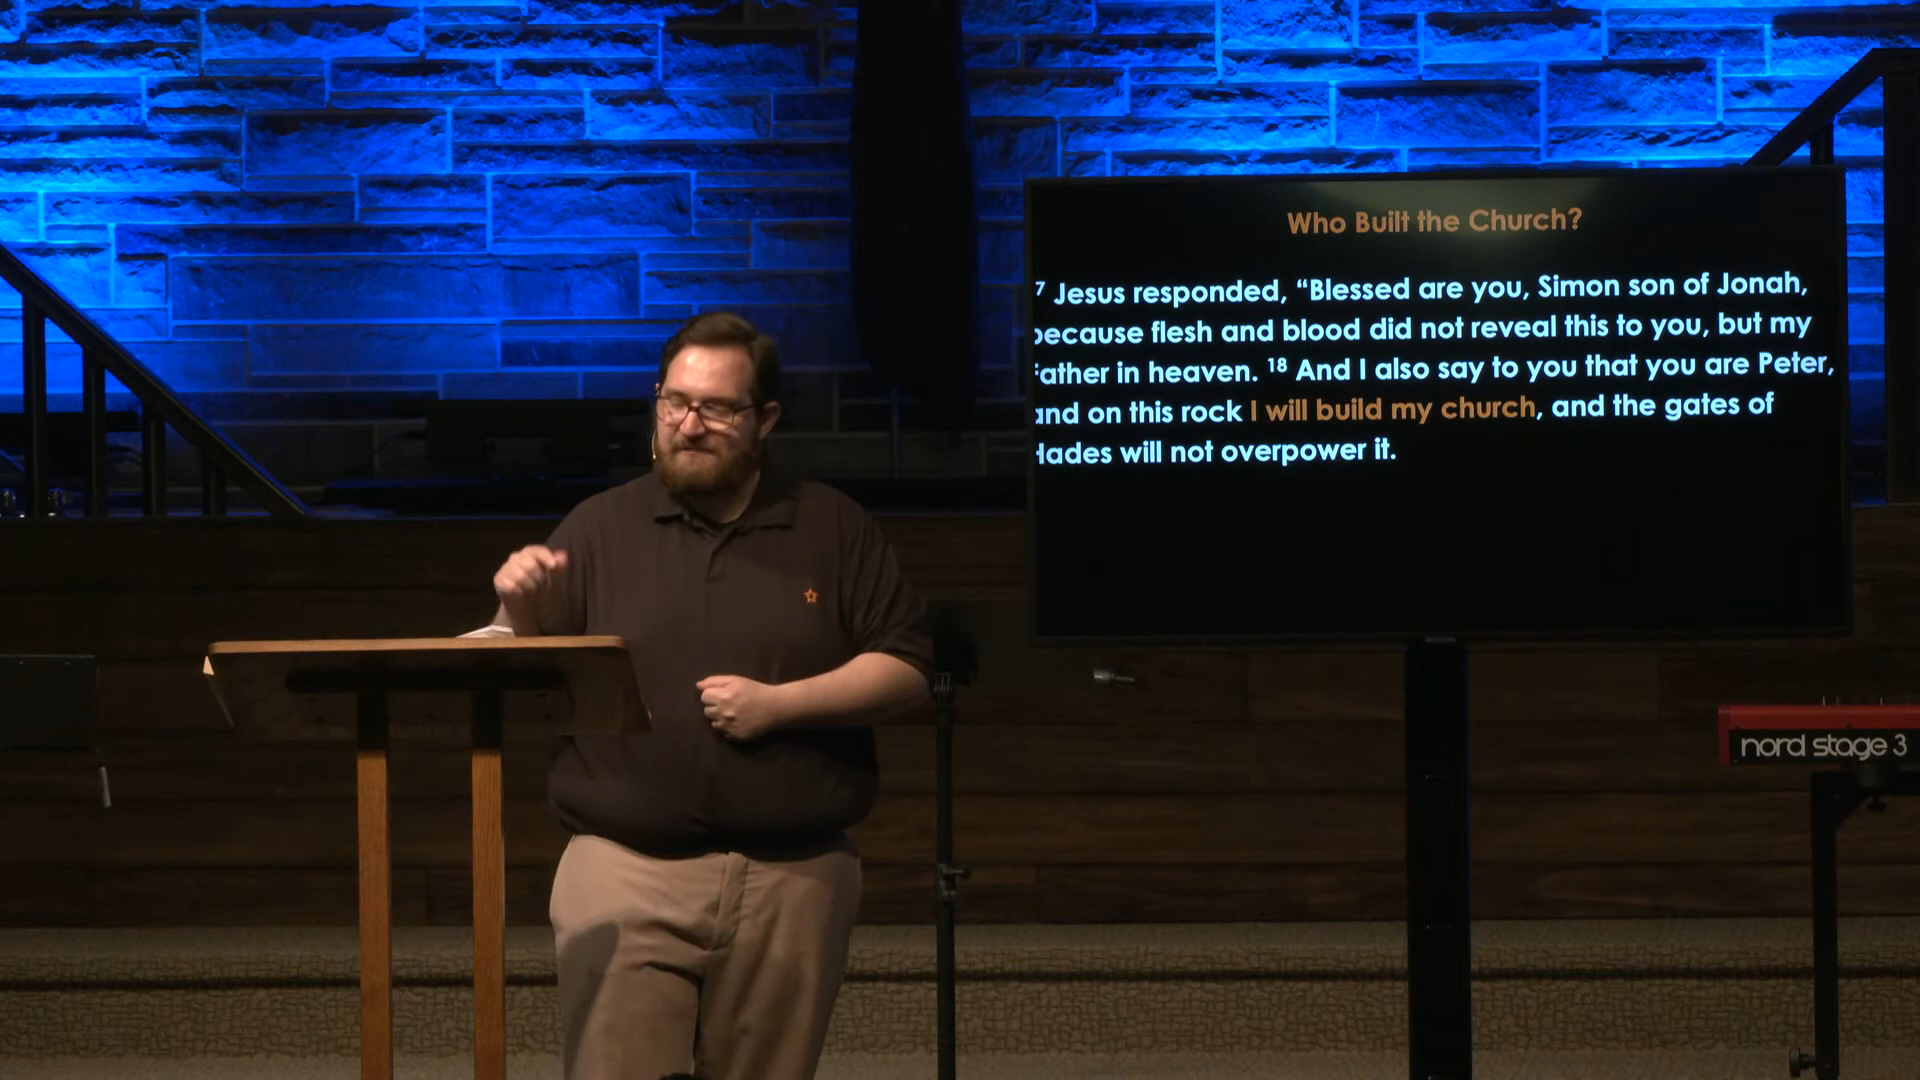 Who Built the Church?
7 Jesus responded, “Blessed are you, Simon son of Jonah,
because flesh and blood did not reveal this to you, but my
Father in heaven. 18 And I also say to you that you are Peter,
and on this rock I will build my church, and the gates of
Hades will not overpower it.
nord stage 3